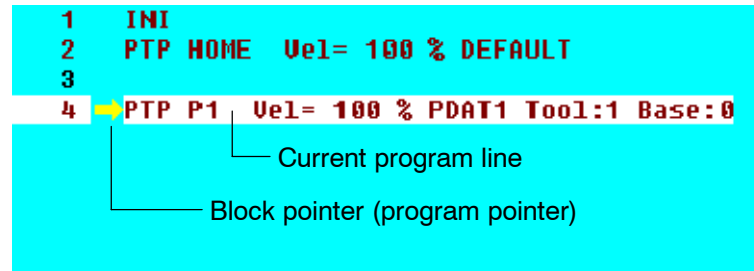 1 INI
2 PTP HOME Vel= 100 % DEFAULT
3
4 PTP P1 Vel= 100 % PDAT1 Tool:1 Base:0
Current program line
Block pointer (program pointer)